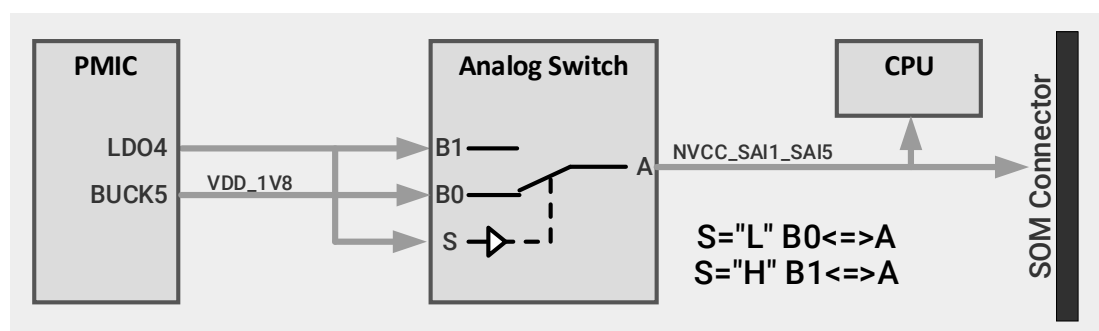 PMIC
LDO4
BUCK5
VDD_1V8
Analog Switch
B1
B0
S
A
NVCC_SAI1_SAI5
CPU
S="L" B0<=>A
S="H" B1<=>A
SOM Connector